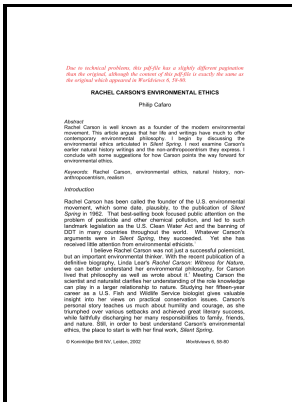 Due to technical problems, this pdf-file has a slightly different pagination
than the original, although the content of this pdf-file is exactly the same as
the original which appeared in Worldviews 6, 58-80
RACHEL CARSON'S ENVIRONMENTAL ETHICS
Philip Cafaro
Abstract
Rachel Carson is well known as a founder of the modern environmental
movement. This article argues that her life and writings have much to offer
contemporary environmental philosophy. I begin by discussing the
environmental ethics articulated in Silent Spring. I next examine Carson's
earlier natural history writings and the non-anthropocentrism they express. I
conclude with some suggestions for how Carson points the way forward for
environmental ethics.
Keywords: Rachel Carson, environmental ethics, natural history, non-
anthropocentrism, realism
Introduction
Rachel Carson has been called the founder of the U.S. environmental
movement, which some date, plausibly, to the publication of Silent
Spring in 1962. That best-selling book focused public attention on the
problem of pesticide and other chemical pollution, and led to such
landmark legislation as the U.S. Clean Water Act and the banning of
DDT in many countries throughout the world. Whatever Carson's
arguments were in Silent Spring, they succeeded. Yet she has
received little attention from environmental ethicists.
I believe Rachel Carson was not just a successful polemicist,
but an important environmental thinker. With the recent publication of a
definitive biography, Linda Lear's Rachel Carson: Witness for Nature,
we can better understand her environmental philosophy, for Carson
lived that philosophy as well as wrote about it.¹ Meeting Carson the
scientist and naturalist clarifies her understanding of the role knowledge
can play in a larger relationship to nature. Studying her fifteen-year
career as a U.S. Fish and Wildlife Service biologist gives valuable
insight into her views on practical conservation issues. Carson's
personal story teaches us much about humility and courage, as she
triumphed over various setbacks and achieved great literary success,
while faithfully discharging her many responsibilities to family, friends,
and nature. Still, in order to best understand Carson's environmental
ethics, the place to start is with her final work, Silent Spring.
© Koninklijke Brill NV, Leiden, 2002 Worldviews 6, 58-80